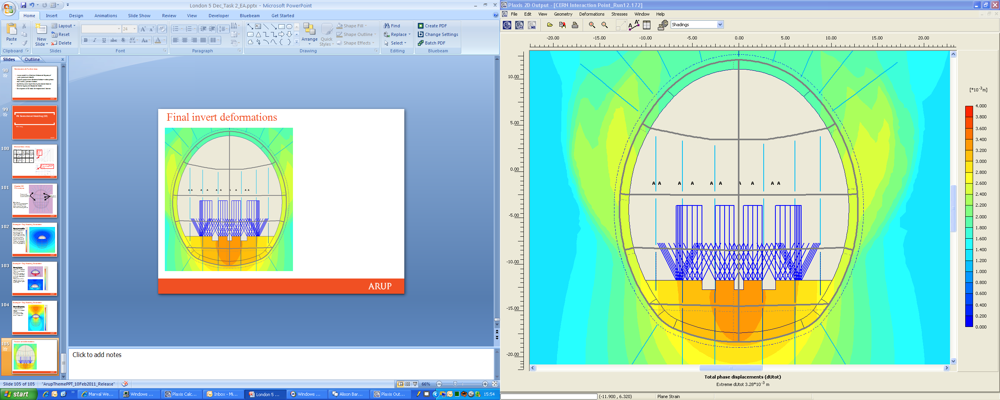 London 5 Dec_Task 2_EA.pptx - Microsoft PowerPoint
Home Insert Design Animations Slide Show Review View Developer Bluebeam Get Started
Paste
Clipboard
New Slide
Layout
Reset
Delete
Slides
24
B I U abc S AV Aa A
Font
Paragraph
Arrange
Quick Styles
Shape Fill
Shape Outline
Shape Effects
Drawing
Find
Replace
Select
Editing
Create PDF
Change Settings
Batch PDF
Bluebeam
Slides Outline
98
99
FE Geotechnical Modelling (2D)
100
101
102
103
104
105
Final invert deformations
ARUP
Click to add notes
Slide 105 of 105 "ArupThemePPT_10Feb2011_Release" 66%
start Marval We... Windows ... Plaxis Calc... Inbox - Mi... London 5 ... Windows ... Alison Bar... Plaxis Out... 15:54
Plaxis 2D Output - [CERN Interaction Point_Run12.172]
File Edit View Geometry Deformations Stresses Window Help
Shadings
-20.00 -15.00 -10.00 -5.00 0.00 5.00 10.00 15.00 20.00
10.00
5.00
0.00
-5.00
-10.00
-15.00
-20.00
A A A A A A A A A A
[*10-3m]
4.000
3.800
3.600
3.400
3.200
3.000
2.800
2.600
2.400
2.200
2.000
1.800
1.600
1.400
1.200
1.000
0.800
0.600
0.400
0.200
0.000
Total phase displacements (dUtot)
Extreme dUtot 3.28*10-3 m
(-11.900 , 6.320) Plane Strain